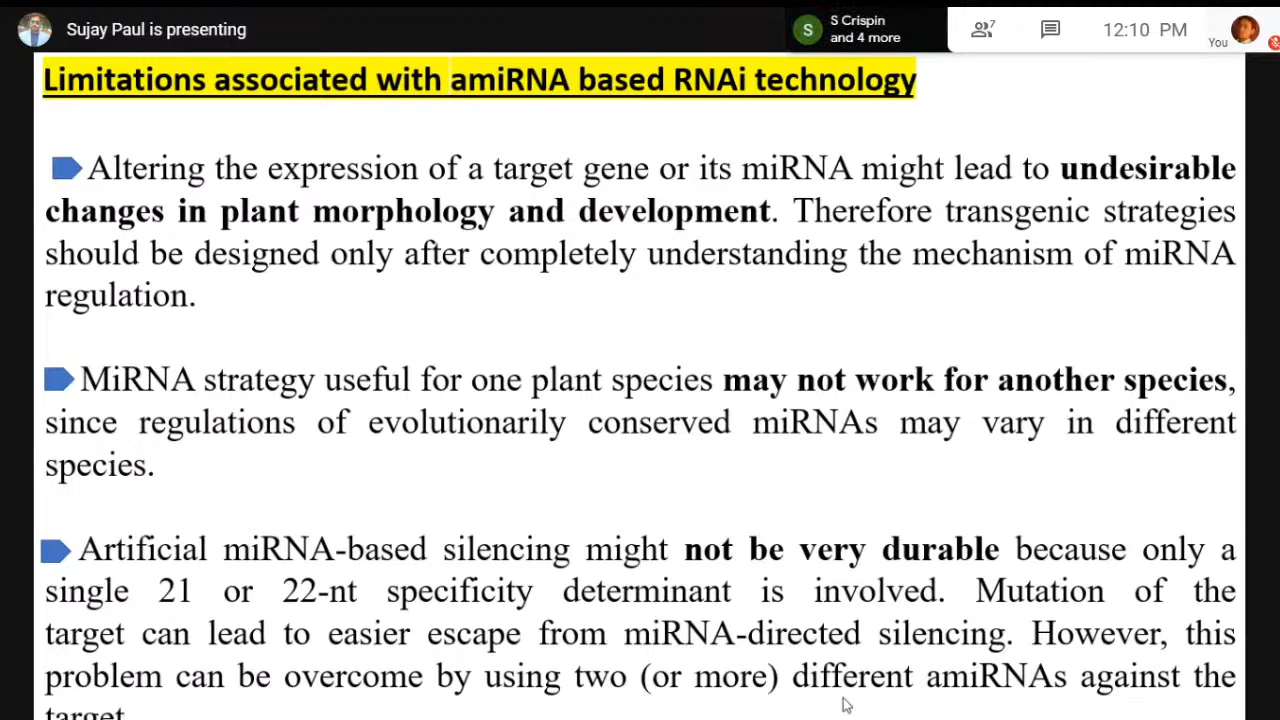 Sujay Paul is presenting
S
S Crispin
and 4 more
7
12:10 PM
You
Limitations associated with amiRNA based RNAi technology
Altering the expression of a target gene or its miRNA might lead to undesirable
changes in plant morphology and development. Therefore transgenic strategies
should be designed only after completely understanding the mechanism of miRNA
regulation.
MiRNA strategy useful for one plant species may not work for another species,
since regulations of evolutionarily conserved miRNAs may vary in different
species.
Artificial miRNA-based silencing might not be very durable because only a
single 21 or 22-nt specificity determinant is involved. Mutation of the
target can lead to easier escape from miRNA-directed silencing. However, this
problem can be overcome by using two (or more) different amiRNAs against the
target